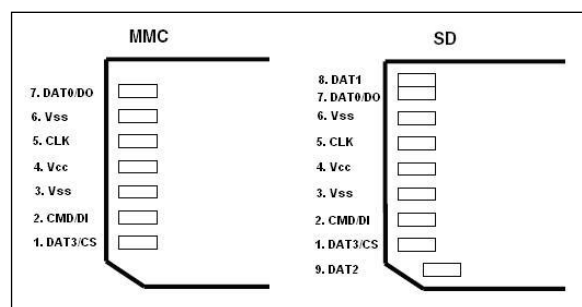 MMC
7. DAT0/DO
6. Vss
5. CLK
4. Vcc
3. Vss
2. CMD/DI
1. DAT3/CS
SD
8. DAT1
7. DAT0/DO
6. Vss
5. CLK
4. Vcc
3. Vss
2. CMD/DI
1. DAT3/CS
9. DAT2